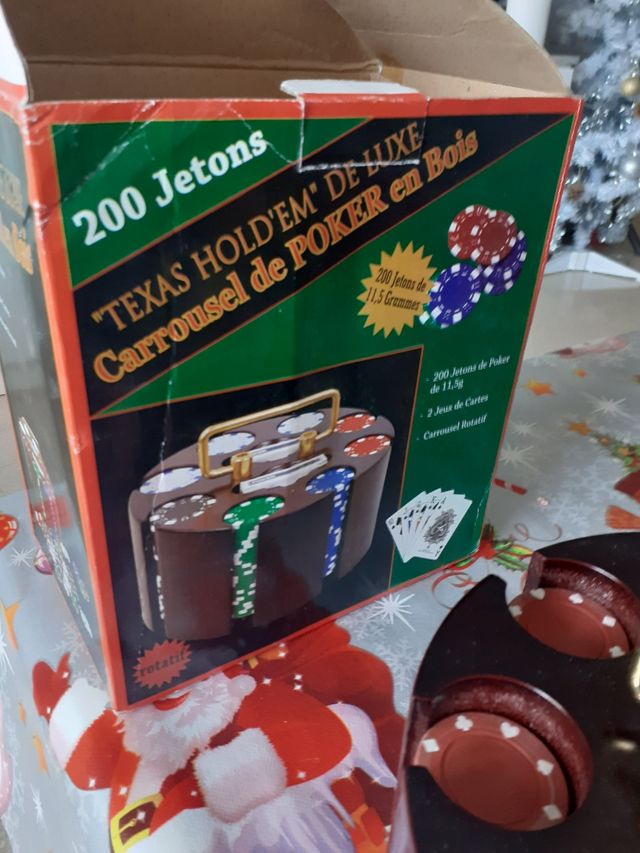 200 Jetons
"TEXAS HOLD'EM" DE LUXE
Carrousel de POKER en Bois
200 Jetons de
11,5 Grammes
- 200 Jetons de Poker
de 11,5g
- 2 Jeux de Cartes
- Carrousel Rotatif
rotatif